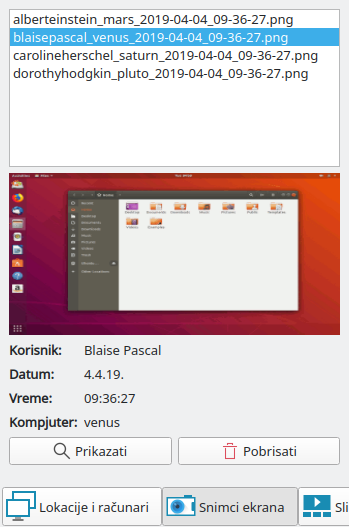 alberteinstein_mars_2019-04-04_09-36-27.png
blaisepascal_venus_2019-04-04_09-36-27.png
carolineherschel_saturn_2019-04-04_09-36-27.png
dorothyhodgkin_pluto_2019-04-04_09-36-27.png
Korisnik: Blaise Pascal
Datum: 4.4.19.
Vreme: 09:36:27
Kompjuter: venus
Prikazati Pobrisati
Lokacije i računari Snimci ekrana Sli